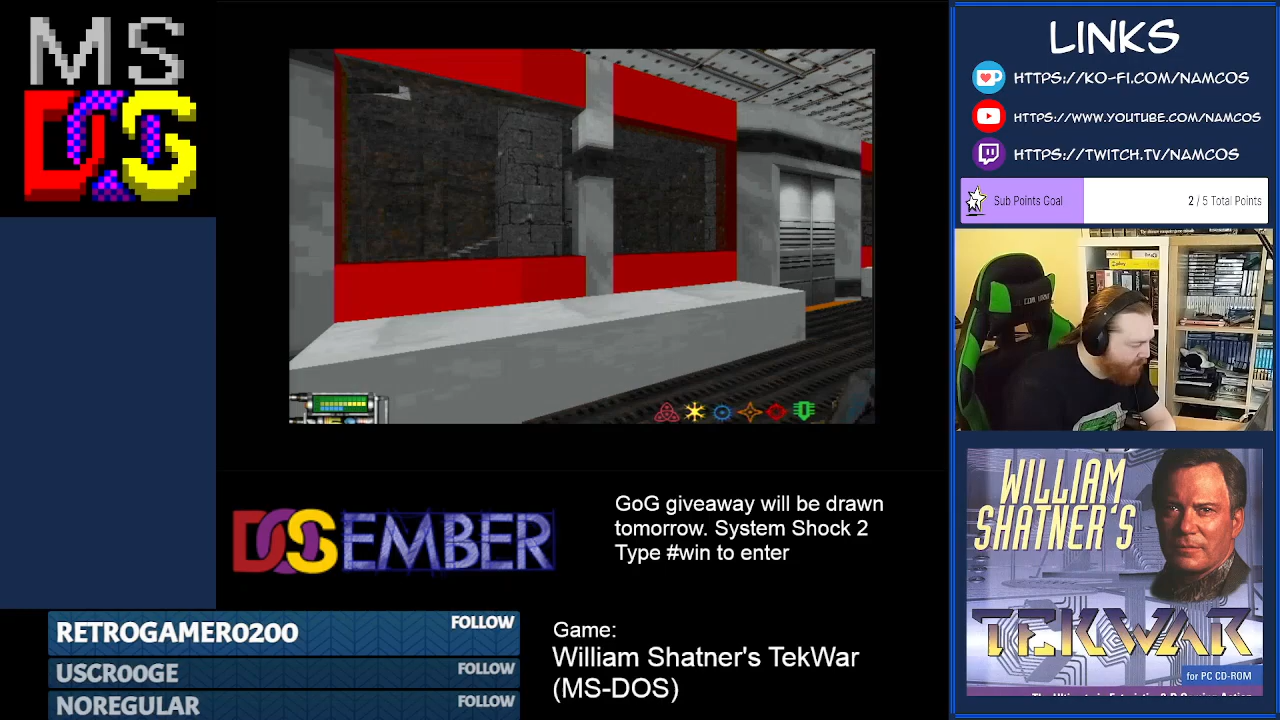 MS
DOS
LINKS
HTTPS://KO-FI.COM/NAMCOS
HTTPS://WWW.YOUTUBE.COM/NAMCOS
HTTPS://TWITCH.TV/NAMCOS
Sub Points Goal
2 / 5 Total Points
DOSEMBER
GoG giveaway will be drawn
tomorrow. System Shock 2
Type #win to enter
WILLIAM
SHATNER'S
TEKWAR
for PC CD-ROM
RETROGAMER0200 FOLLOW
USCR00GE FOLLOW
NOREGULAR FOLLOW
Game:
William Shatner's TekWar
(MS-DOS)